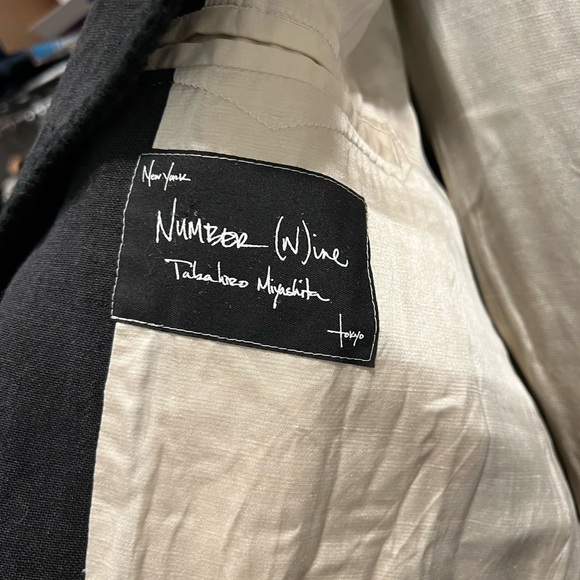 New York
NUMBER (N)ine
Takahiro Miyashita
tokyo